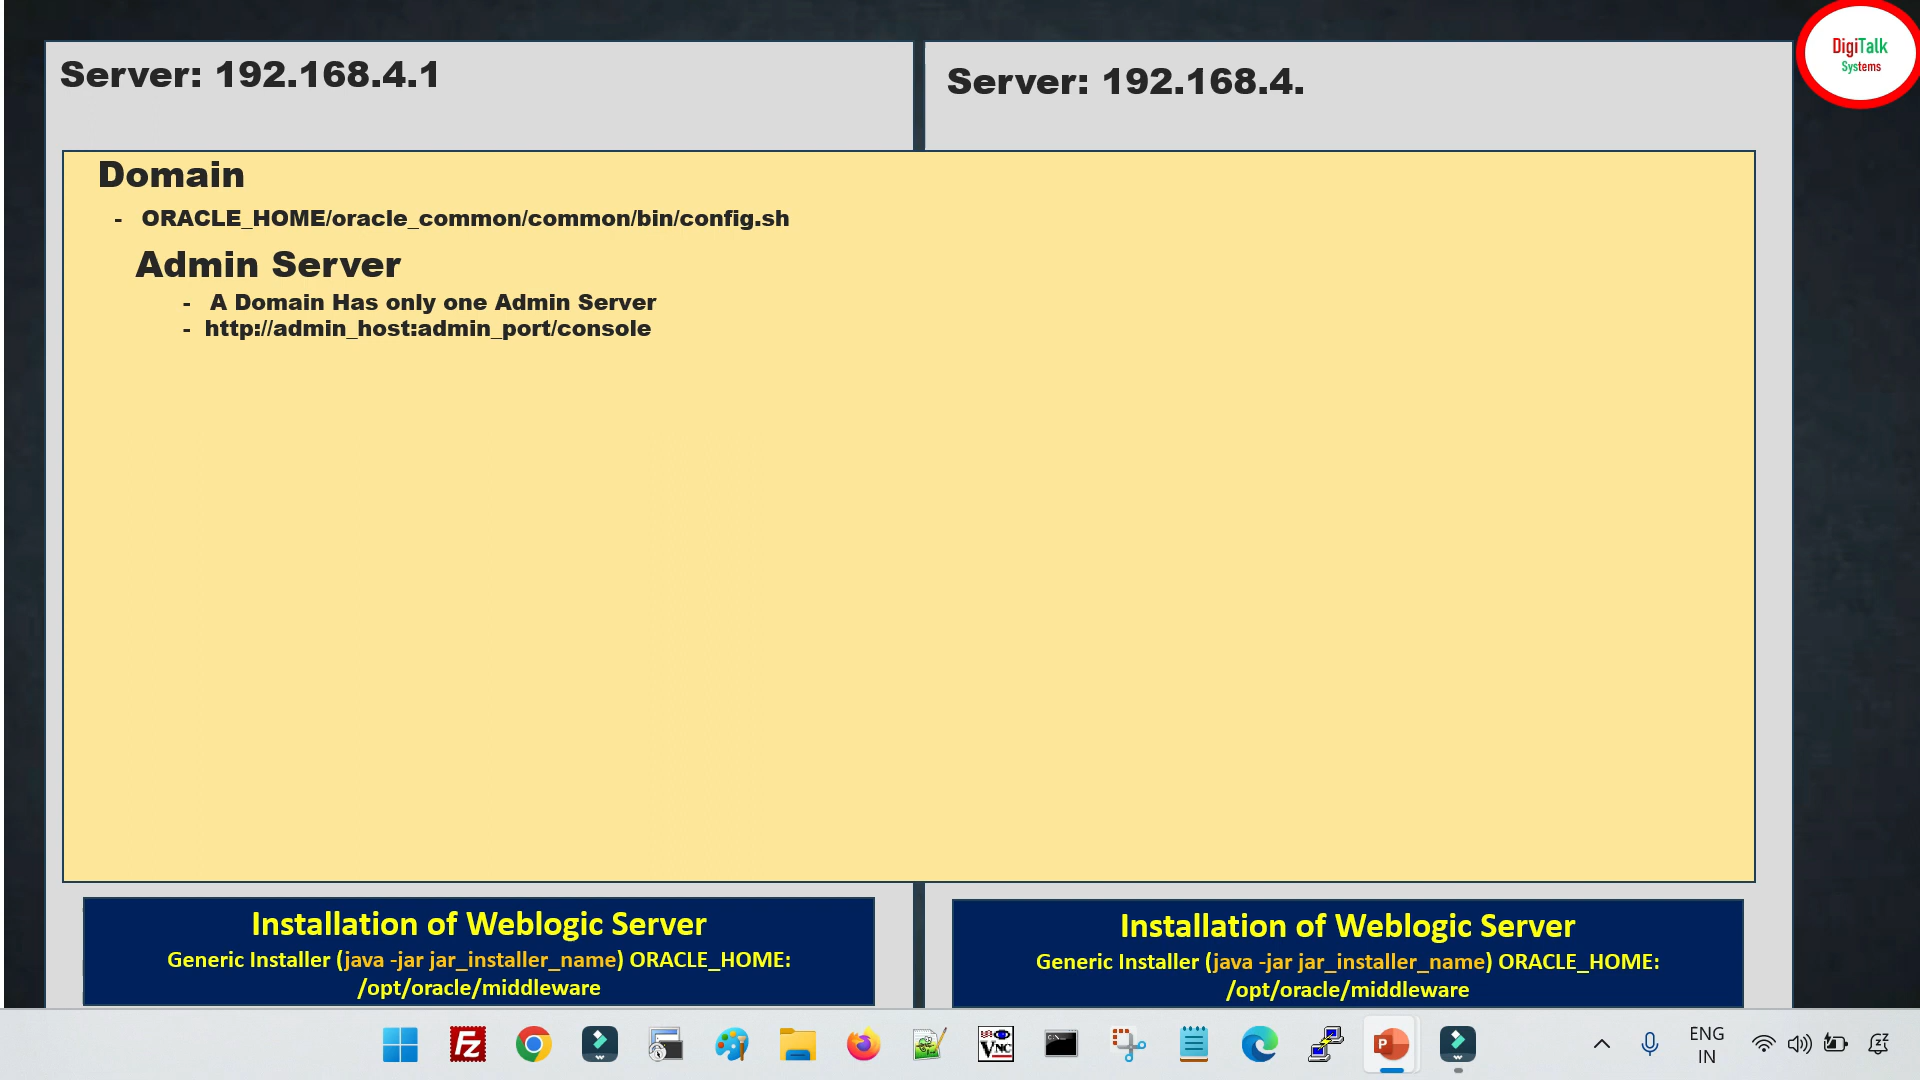 Server: 192.168.4.1
Server: 192.168.4.
DigiTalk
Systems
Domain
- ORACLE_HOME/oracle_common/common/bin/config.sh
Admin Server
- A Domain Has only one Admin Server
- http://admin_host:admin_port/console
Installation of Weblogic Server
Generic Installer (java -jar jar_installer_name) ORACLE_HOME:
/opt/oracle/middleware
Installation of Weblogic Server
Generic Installer (java -jar jar_installer_name) ORACLE_HOME:
/opt/oracle/middleware
ENG
IN